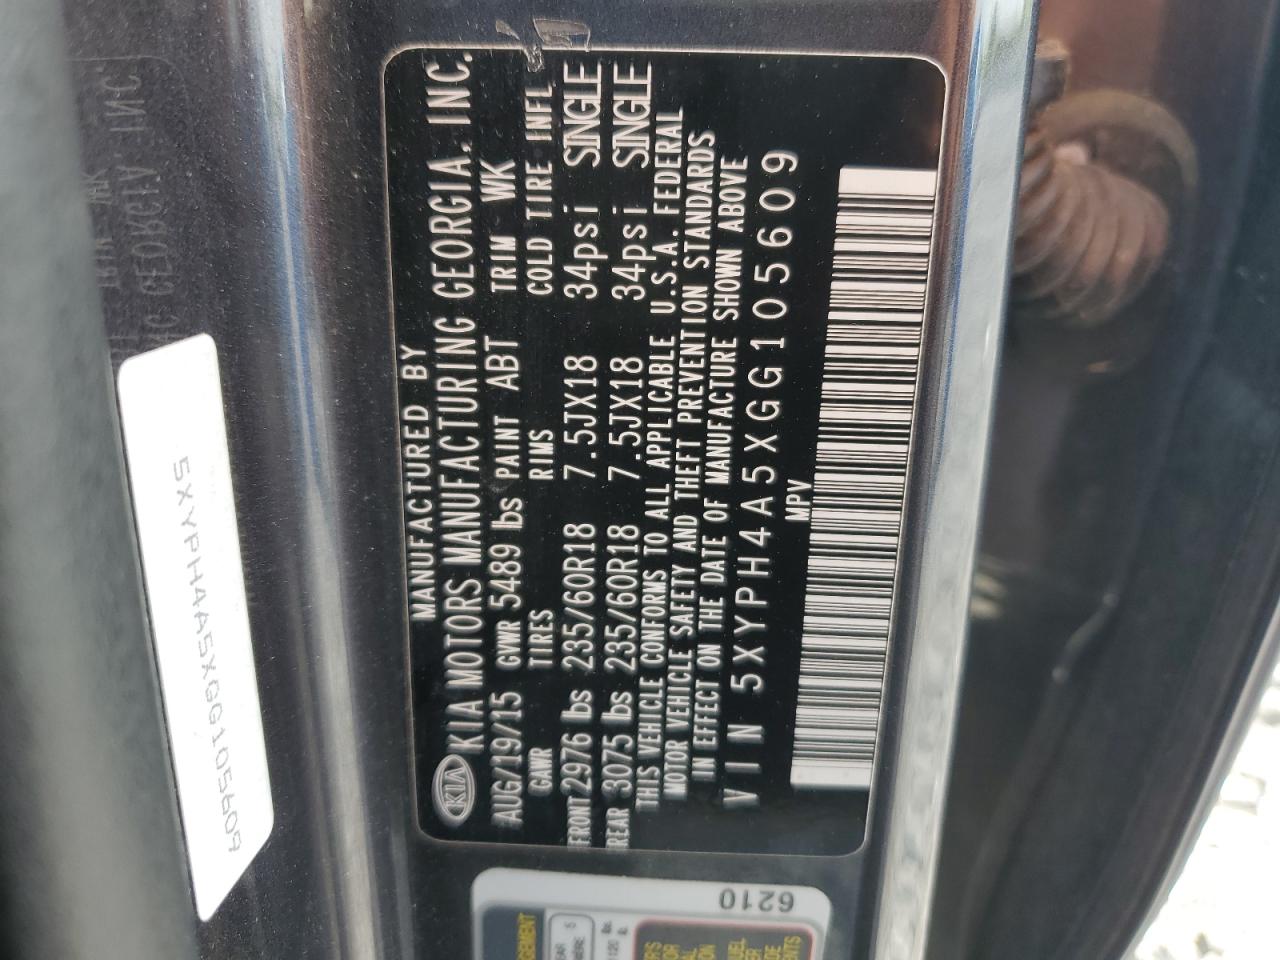 MANUFACTURED BY
KIA KIA MOTORS MANUFACTURING GEORGIA, INC.
AUG/19/15 GVWR 5489 lbs PAINT ABT TRIM WK
GAWR TIRES RIMS COLD TIRE INFL
FRONT 2976 lbs 235/60R18 7.5JX18 34psi SINGLE
REAR 3075 lbs 235/60R18 7.5JX18 34psi SINGLE
THIS VEHICLE CONFORMS TO ALL APPLICABLE U.S.A. FEDERAL
MOTOR VEHICLE SAFETY AND THEFT PREVENTION STANDARDS
IN EFFECT ON THE DATE OF MANUFACTURE SHOWN ABOVE
VIN 5XYPH4A5XGG105609
MPV
5XYPH4A5XGG105609
6210